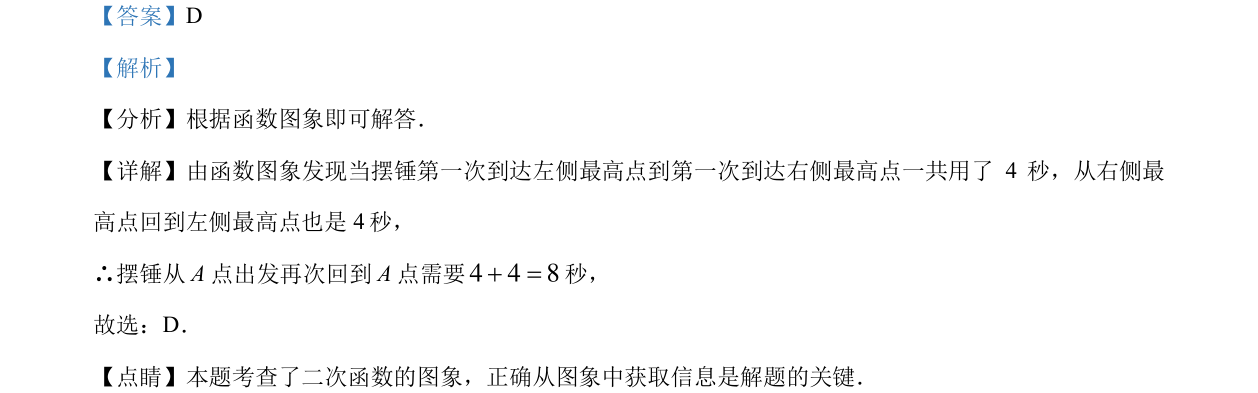 【答案】D
【解析】
【分析】根据函数图象即可解答．
【详解】由函数图象发现当摆锤第一次到达左侧最高点到第一次到达右侧最高点一共用了 4 秒，从右侧最
高点回到左侧最高点也是 4 秒，
∴摆锤从 A 点出发再次回到 A 点需要 4+4=8 秒，
故选：D．
【点睛】本题考查了二次函数的图象，正确从图象中获取信息是解题的关键．